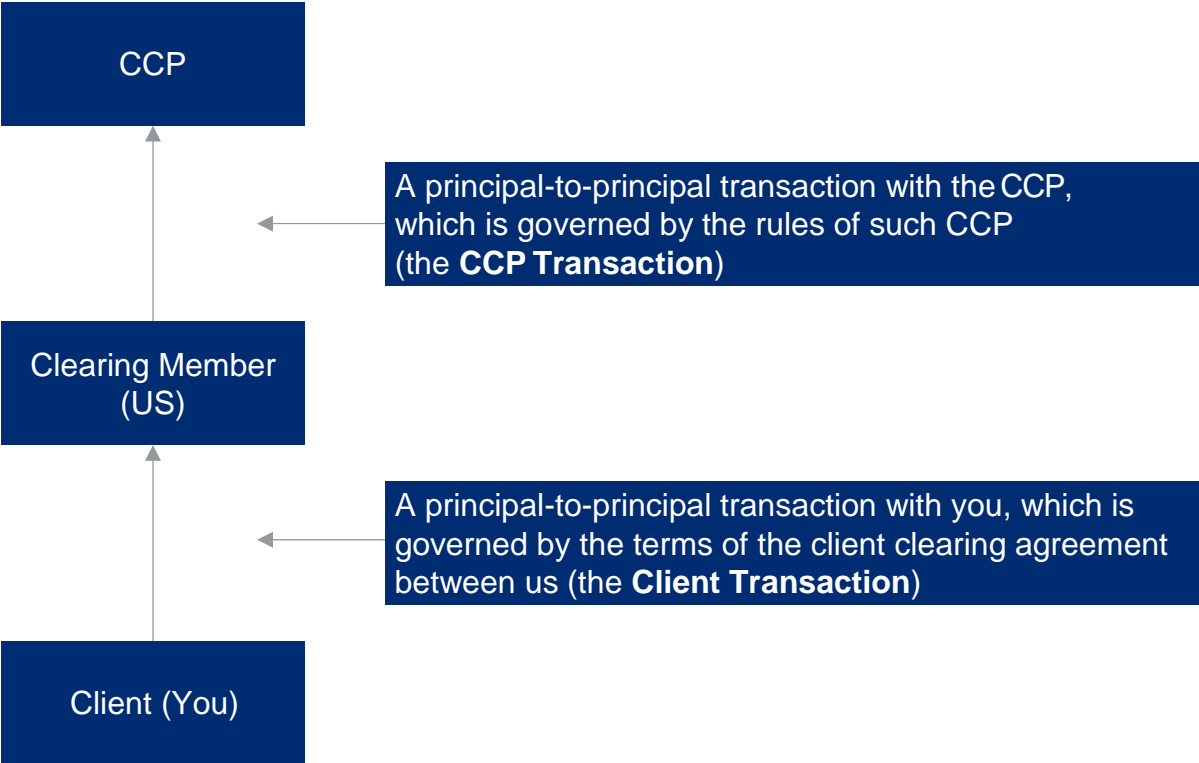 CCP
A principal-to-principal transaction with the CCP,
which is governed by the rules of such CCP
(the CCP Transaction)
Clearing Member
(US)
A principal-to-principal transaction with you, which is
governed by the terms of the client clearing agreement
between us (the Client Transaction)
Client (You)